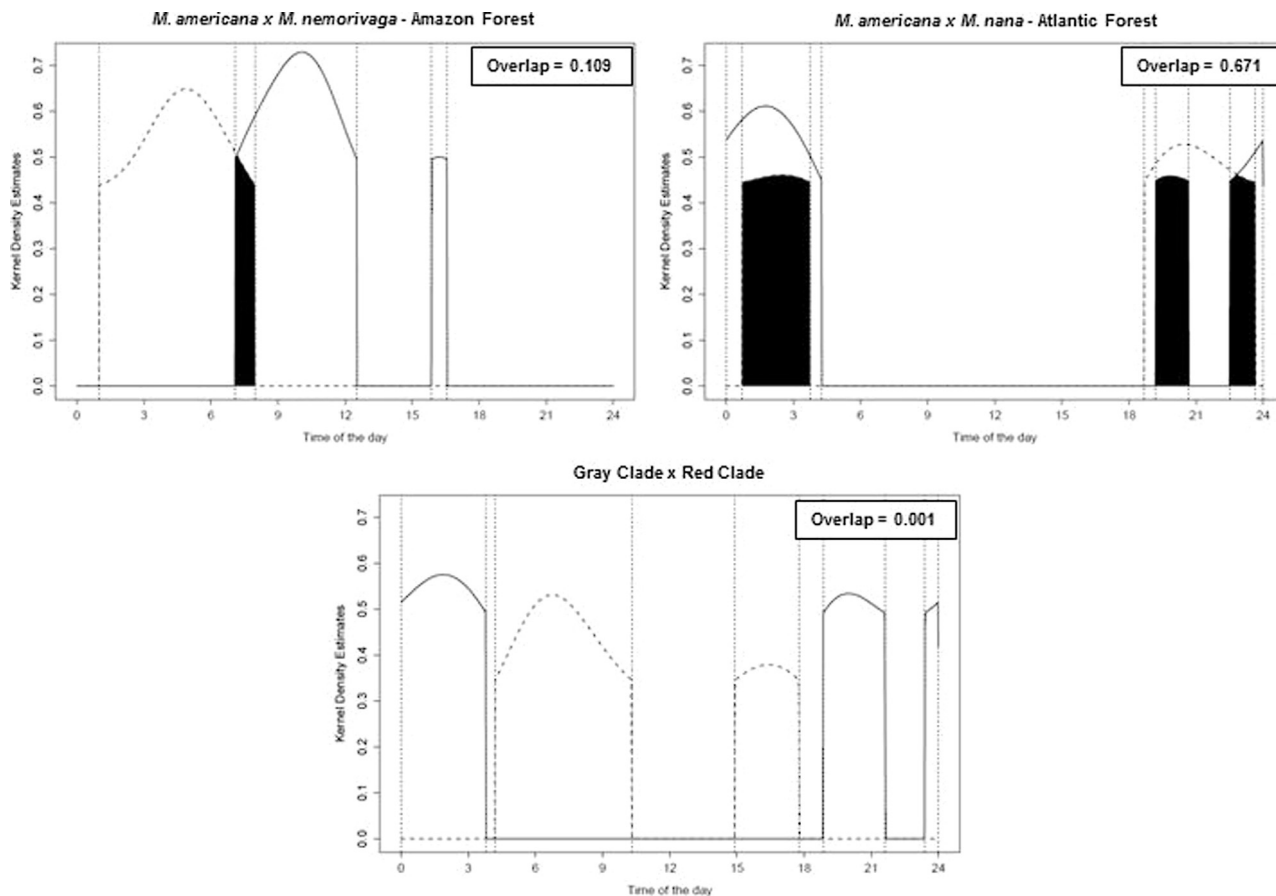 M. americana x M. nemorivaga - Amazon Forest
Overlap = 0.109
Kernel Density Estimates
0.7
0.6
0.5
0.4
0.3
0.2
0.1
0.0
0 3 6 9 12 15 18 21 24
Time of the day
M. americana x M. nana - Atlantic Forest
Overlap = 0.671
Kernel Density Estimates
0.7
0.6
0.5
0.4
0.3
0.2
0.1
0.0
0 3 6 9 12 15 18 21 24
Time of the day
Gray Clade x Red Clade
Overlap = 0.001
Kernel Density Estimates
0.7
0.6
0.5
0.4
0.3
0.2
0.1
0.0
0 3 6 9 12 15 18 21 24
Time of the day